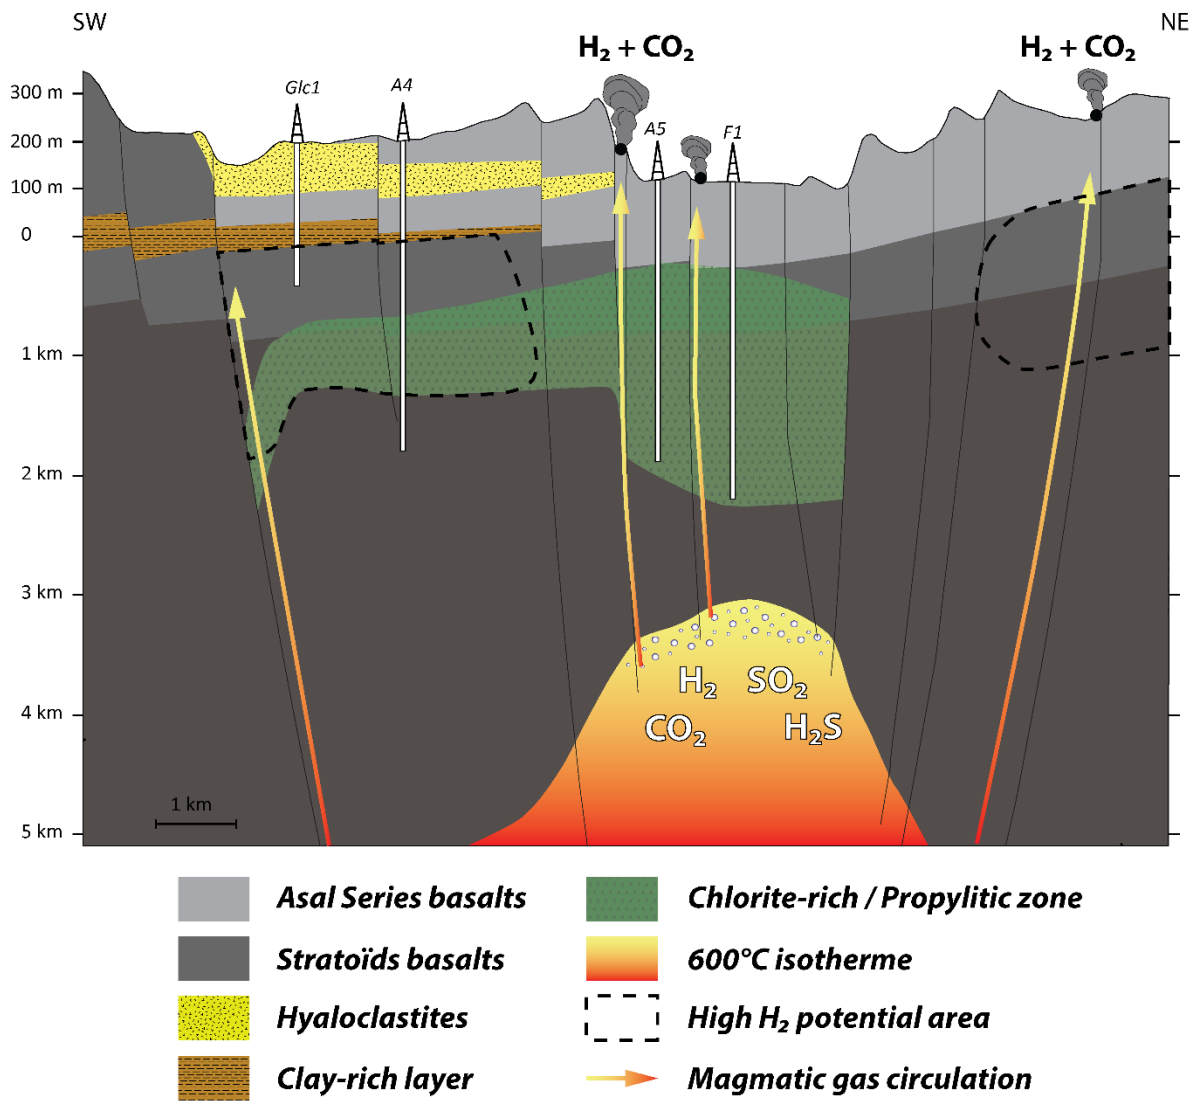 SW
NE
H₂ + CO₂
H₂ + CO₂
Glc1
A4
A5
F1
300 m
200 m
100 m
0
1 km
2 km
3 km
4 km
5 km
H₂
SO₂
CO₂
H₂S
1 km
Asal Series basalts
Chlorite-rich / Propylitic zone
Stratoïds basalts
600°C isotherme
Hyaloclastites
High H₂ potential area
Clay-rich layer
Magmatic gas circulation